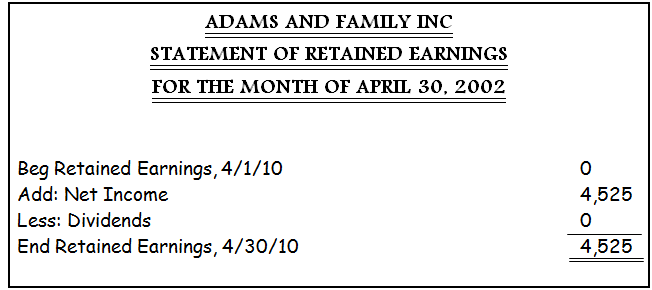 ADAMS AND FAMILY INC
STATEMENT OF RETAINED EARNINGS
FOR THE MONTH OF APRIL 30, 2002
Beg Retained Earnings, 4/1/10 0
Add: Net Income 4,525
Less: Dividends 0
End Retained Earnings, 4/30/10 4,525